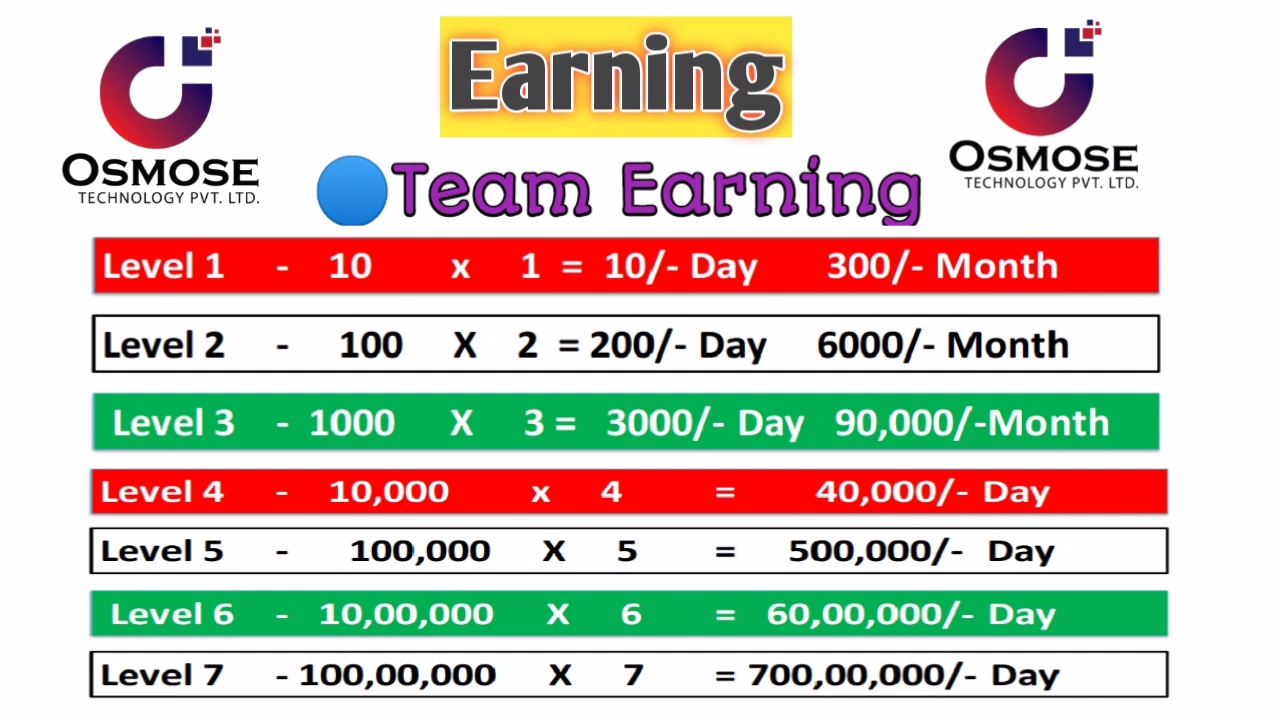 Earning
OSMOSE
TECHNOLOGY PVT. LTD.
OSMOSE
TECHNOLOGY PVT. LTD.
Team Earning
Level 1 - 10 x 1 = 10/- Day 300/- Month
Level 2 - 100 X 2 = 200/- Day 6000/- Month
Level 3 - 1000 X 3 = 3000/- Day 90,000/-Month
Level 4 - 10,000 x 4 = 40,000/- Day
Level 5 - 100,000 X 5 = 500,000/- Day
Level 6 - 10,00,000 X 6 = 60,00,000/- Day
Level 7 - 100,00,000 X 7 = 700,00,000/- Day